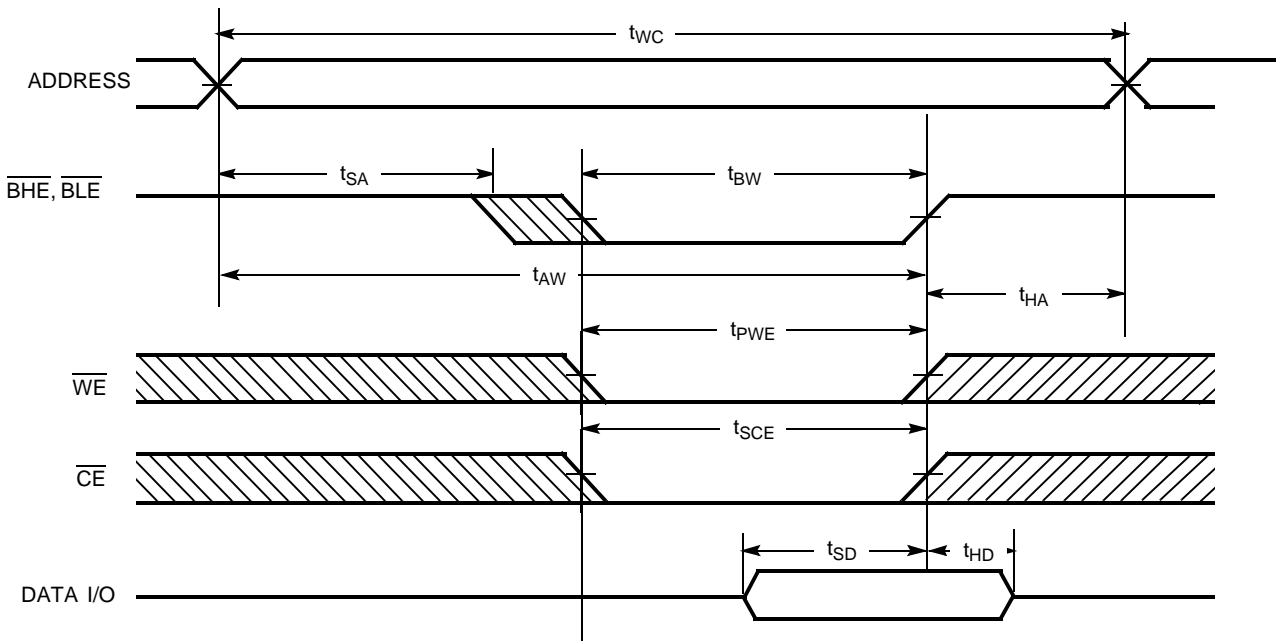 tWC
ADDRESS
tSA
tBW
BHE, BLE
tAW
tHA
tPWE
WE
tSCE
CE
tSD
tHD
DATA I/O